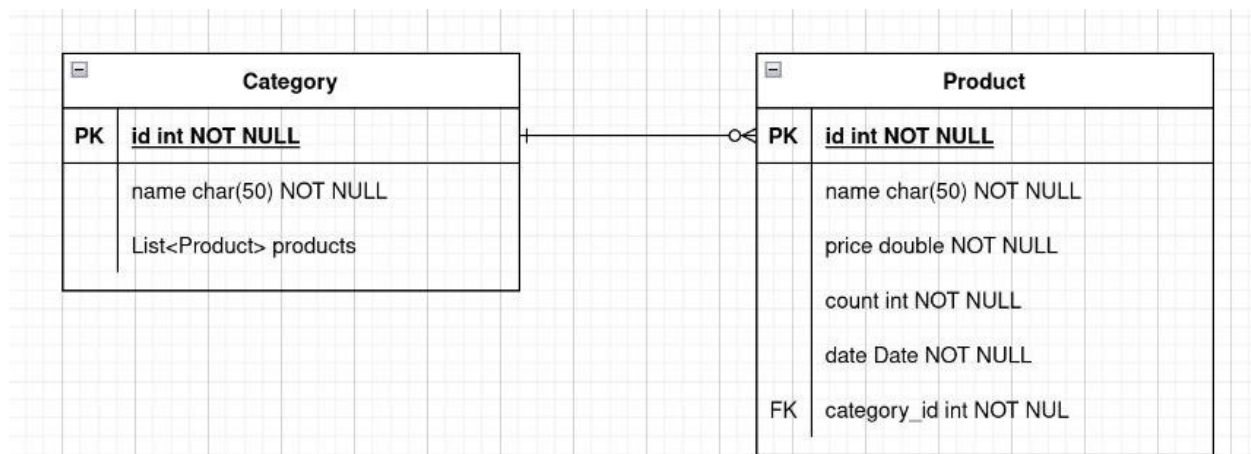 Category
PK id int NOT NULL
name char(50) NOT NULL
List<Product> products
Product
PK id int NOT NULL
name char(50) NOT NULL
price double NOT NULL
count int NOT NULL
date Date NOT NULL
FK category_id int NOT NUL